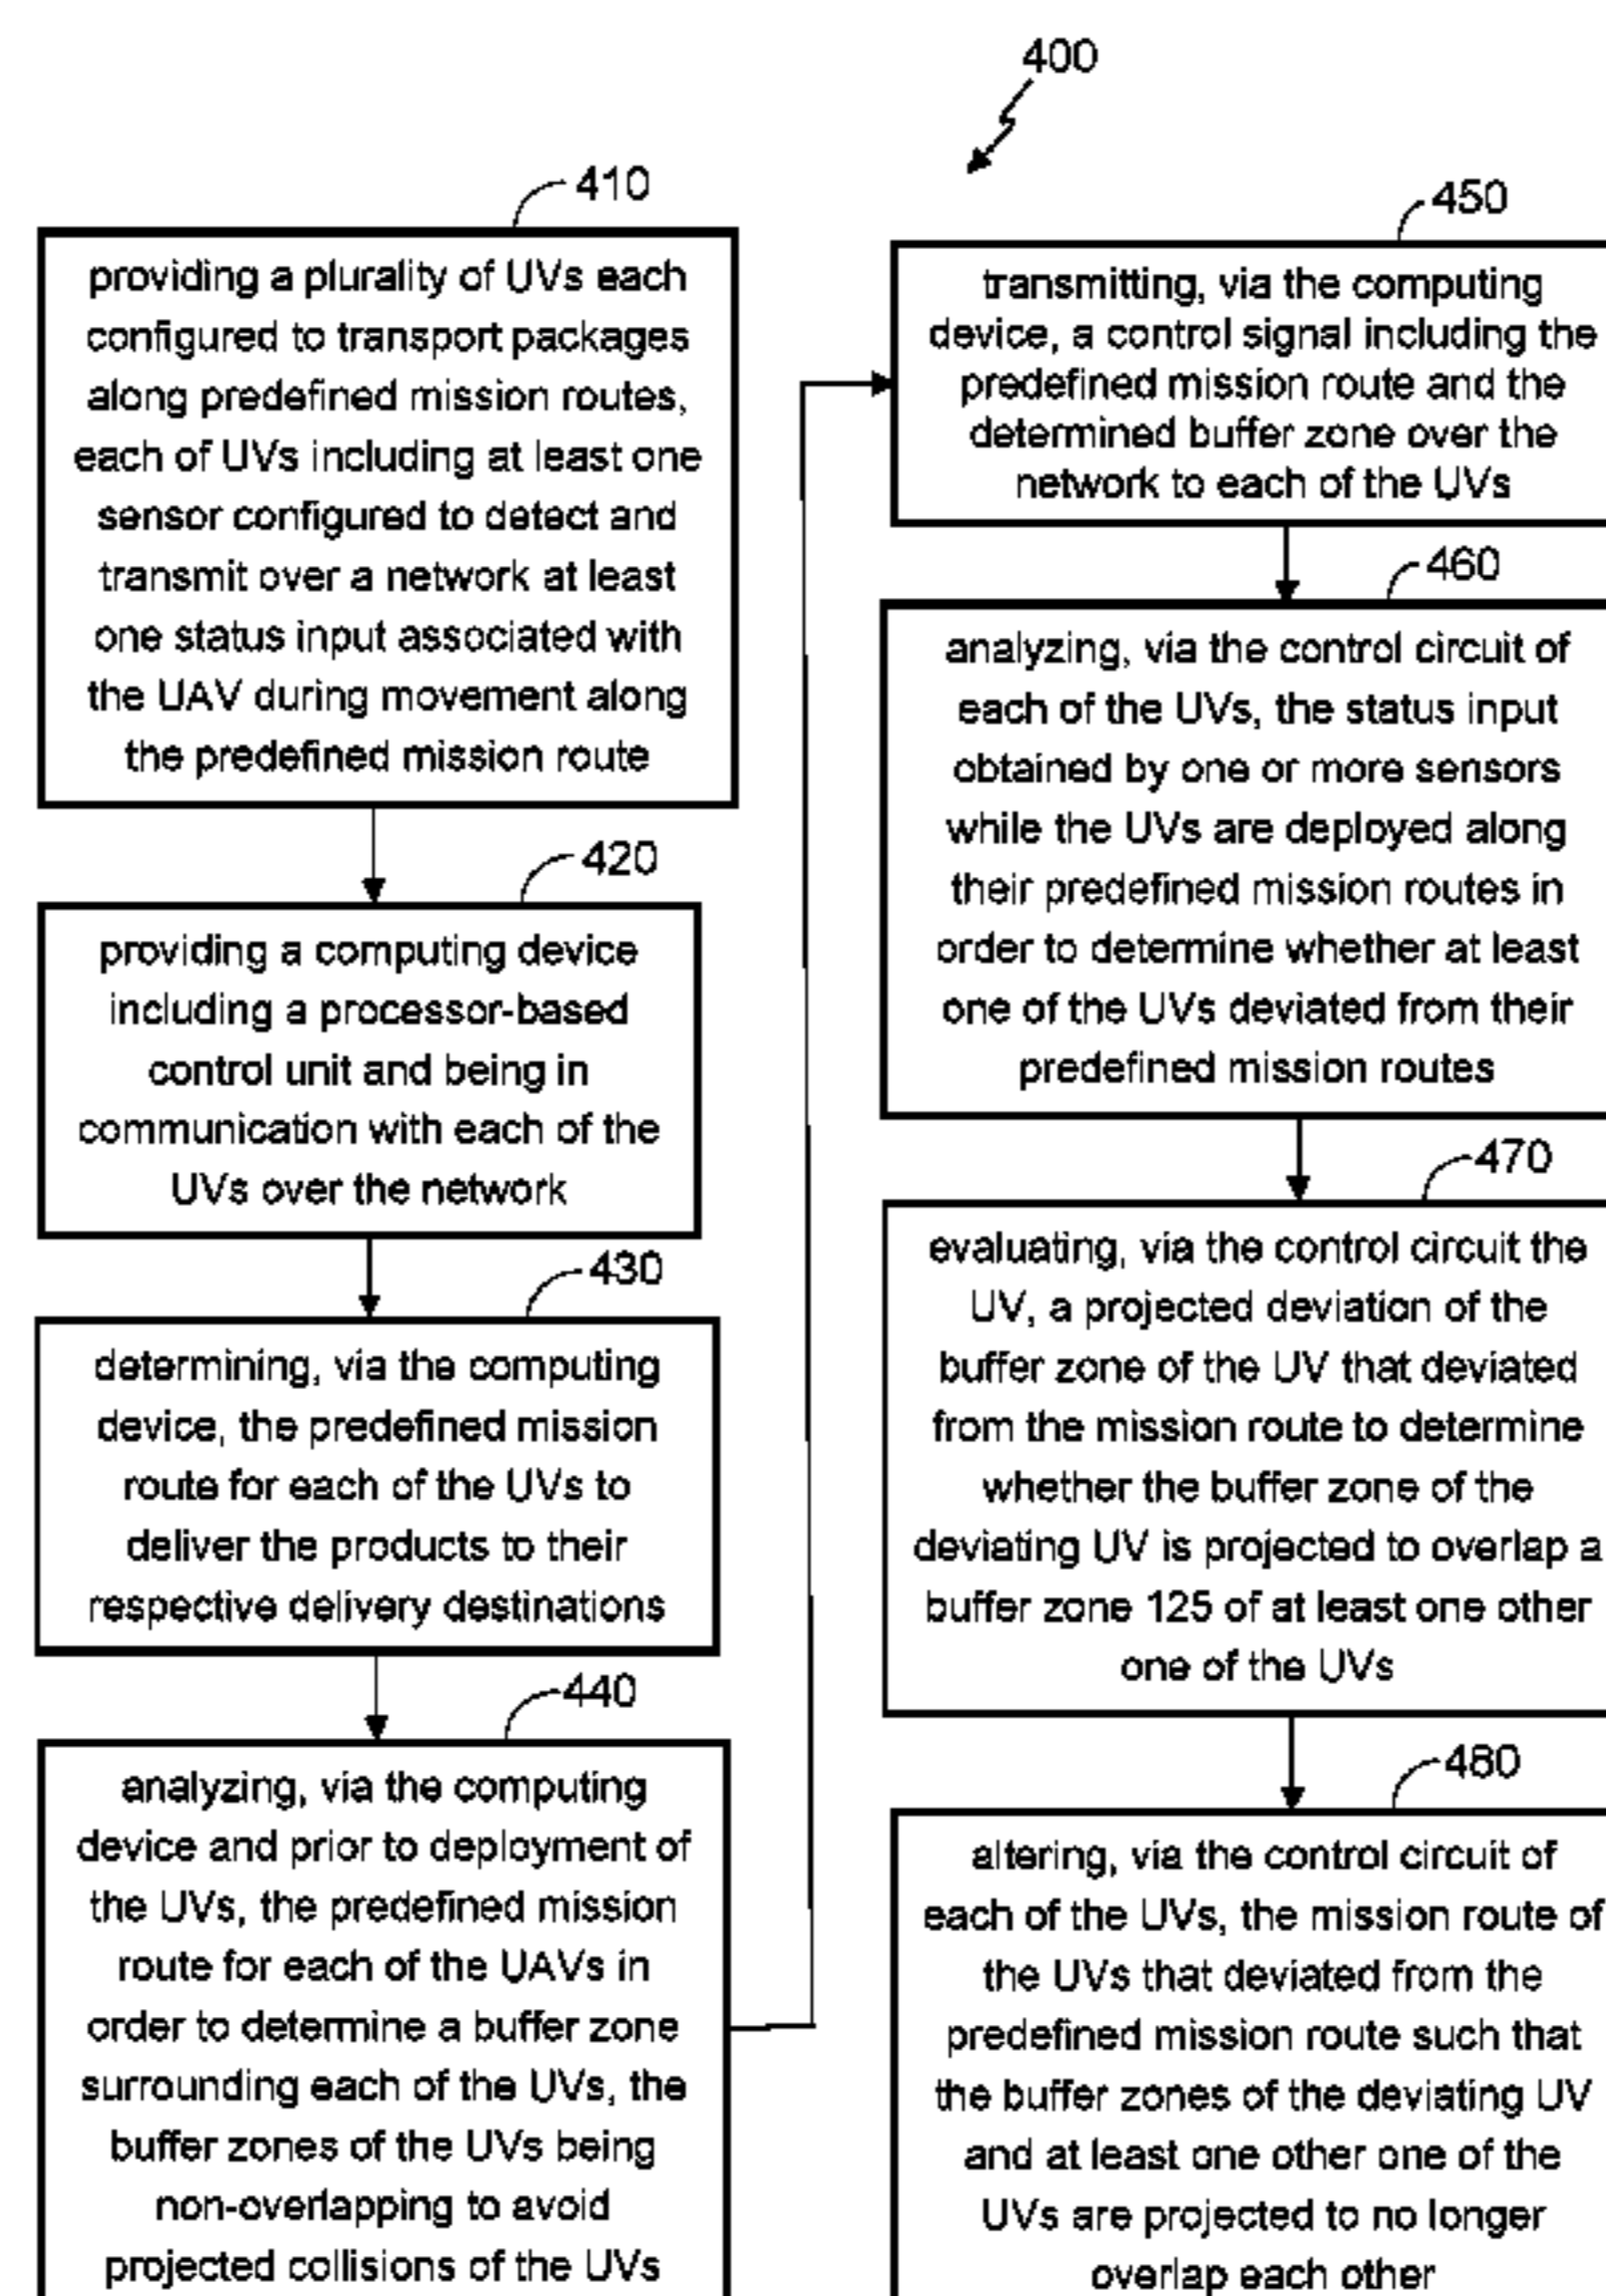 400
410
providing a plurality of UVs each
configured to transport packages
along predefined mission routes,
each of UVs including at least one
sensor configured to detect and
transmit over a network at least
one status input associated with
the UAV during movement along
the predefined mission route
420
providing a computing device
including a processor-based
control unit and being in
communication with each of the
UVs over the network
430
determining, via the computing
device, the predefined mission
route for each of the UVs to
deliver the products to their
respective delivery destinations
440
analyzing, via the computing
device and prior to deployment of
the UVs, the predefined mission
route for each of the UAVs in
order to determine a buffer zone
surrounding each of the UVs, the
buffer zones of the UVs being
non-overlapping to avoid
projected collisions of the UVs
450
transmitting, via the computing
device, a control signal including the
predefined mission route and the
determined buffer zone over the
network to each of the UVs
460
analyzing, via the control circuit of
each of the UVs, the status input
obtained by one or more sensors
while the UVs are deployed along
their predefined mission routes in
order to determine whether at least
one of the UVs deviated from their
predefined mission routes
470
evaluating, via the control circuit the
UV, a projected deviation of the
buffer zone of the UV that deviated
from the mission route to determine
whether the buffer zone of the
deviating UV is projected to overlap a
buffer zone 125 of at least one other
one of the UVs
480
altering, via the control circuit of
each of the UVs, the mission route of
the UVs that deviated from the
predefined mission route such that
the buffer zones of the deviating UV
and at least one other one of the
UVs are projected to no longer
overlap each other